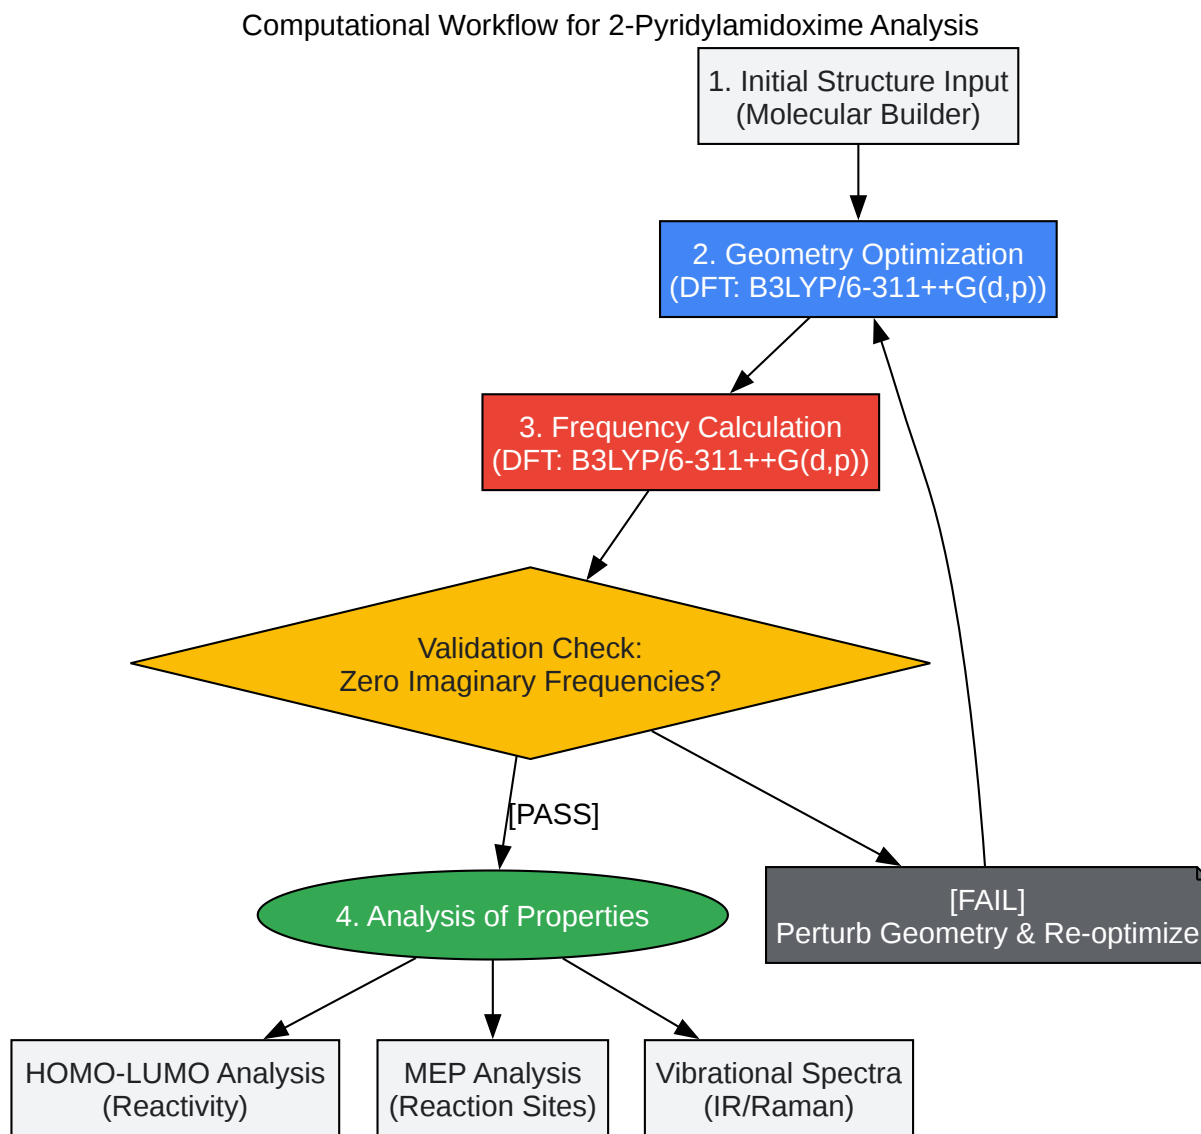 Computational Workflow for 2-Pyridylamidoxime Analysis
1. Initial Structure Input
(Molecular Builder)
2. Geometry Optimization
(DFT: B3LYP/6-311++G(d,p))
3. Frequency Calculation
(DFT: B3LYP/6-311++G(d,p))
Validation Check:
Zero Imaginary Frequencies?
[PASS]
[FAIL]
Perturb Geometry & Re-optimize
4. Analysis of Properties
HOMO-LUMO Analysis
(Reactivity)
MEP Analysis
(Reaction Sites)
Vibrational Spectra
(IR/Raman)